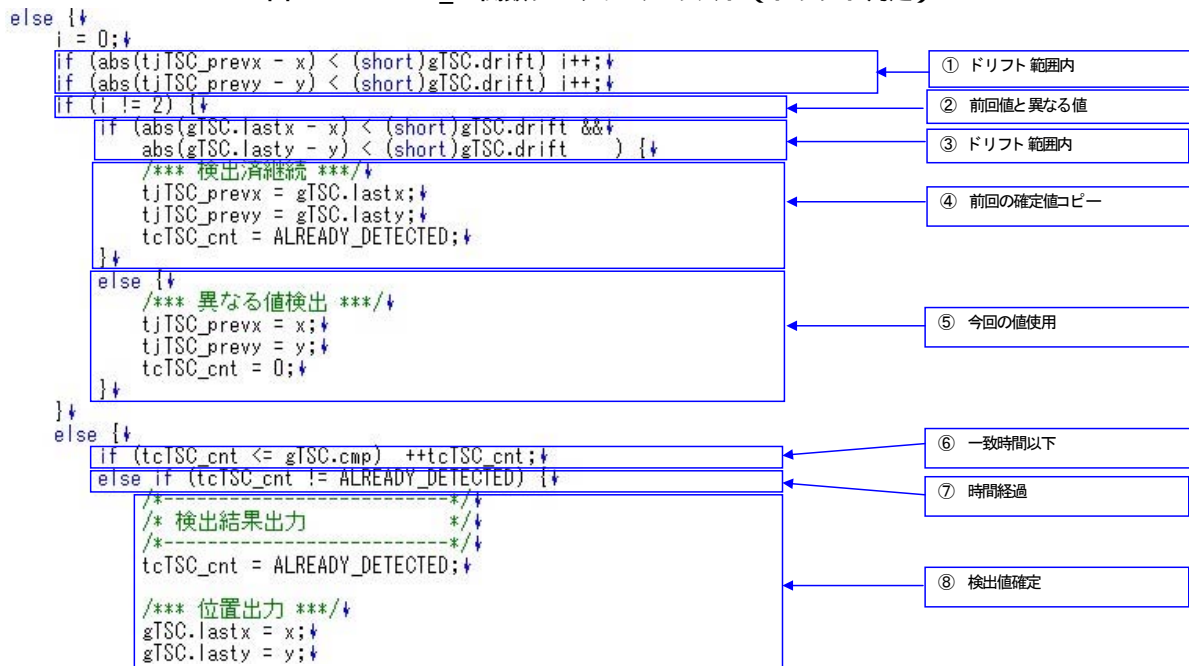 else {
i = 0;
if (abs(tjTSC_prevx - x) < (short)gTSC.drift) i++;
if (abs(tjTSC_prevy - y) < (short)gTSC.drift) i++;
① ドリフト範囲内
if (i != 2) {
② 前回値と異なる値
if (abs(gTSC.lastx - x) < (short)gTSC.drift &&
abs(gTSC.lasty - y) < (short)gTSC.drift ) {
③ ドリフト範囲内
/*** 検出済継続 ***/
tjTSC_prevx = gTSC.lastx;
tjTSC_prevy = gTSC.lasty;
tcTSC_cnt = ALREADY_DETECTED;
}
④ 前回の確定値コピー
else {
/*** 異なる値検出 ***/
tjTSC_prevx = x;
tjTSC_prevy = y;
tcTSC_cnt = 0;
}
⑤ 今回の値使用
}
else {
if (tcTSC_cnt <= gTSC.cmp) ++tcTSC_cnt;
⑥ 一致時間以下
else if (tcTSC_cnt != ALREADY_DETECTED) {
⑦ 時間経過
/*---------------------------*/
/* 検出結果出力 */
/*---------------------------*/
tcTSC_cnt = ALREADY_DETECTED;
/*** 位置出力 ***/
gTSC.lastx = x;
gTSC.lasty = y;
⑧ 検出値確定